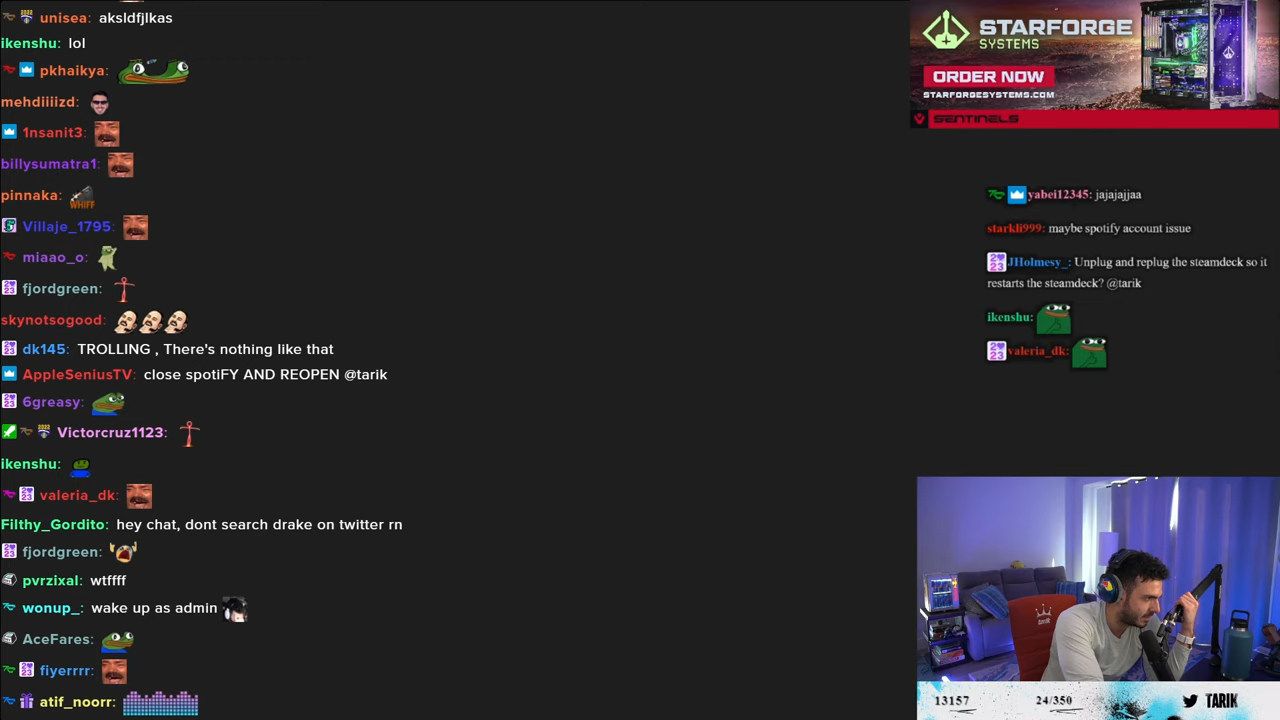 unisea: aksldfjlkas
ikenshu: lol
pkhaikya:
mehdiiiizd:
1nsanit3:
billysumatra1:
pinnaka: WHIFF
Villaje_1795:
miaao_o:
fjordgreen:
skynotsogood:
dk145: TROLLING , There's nothing like that
AppleSeniusTV: close spotiFY AND REOPEN @tarik
6greasy:
Victorcruz1123:
ikenshu:
valeria_dk:
Filthy_Gordito: hey chat, dont search drake on twitter rn
fjordgreen:
pvrzixal: wtffff
wonup_: wake up as admin
AceFares:
fiyerrrr:
atif_noorr:
STARFORGE
SYSTEMS
ORDER NOW
STARFORGESYSTEMS.COM
SENTINELS
yabei12345: jajajajjaa
starkli999: maybe spotify account issue
JHolmesy_: Unplug and replug the steamdeck so it
restarts the steamdeck? @tarik
ikenshu:
valeria_dk:
13157
24/350
TARIK